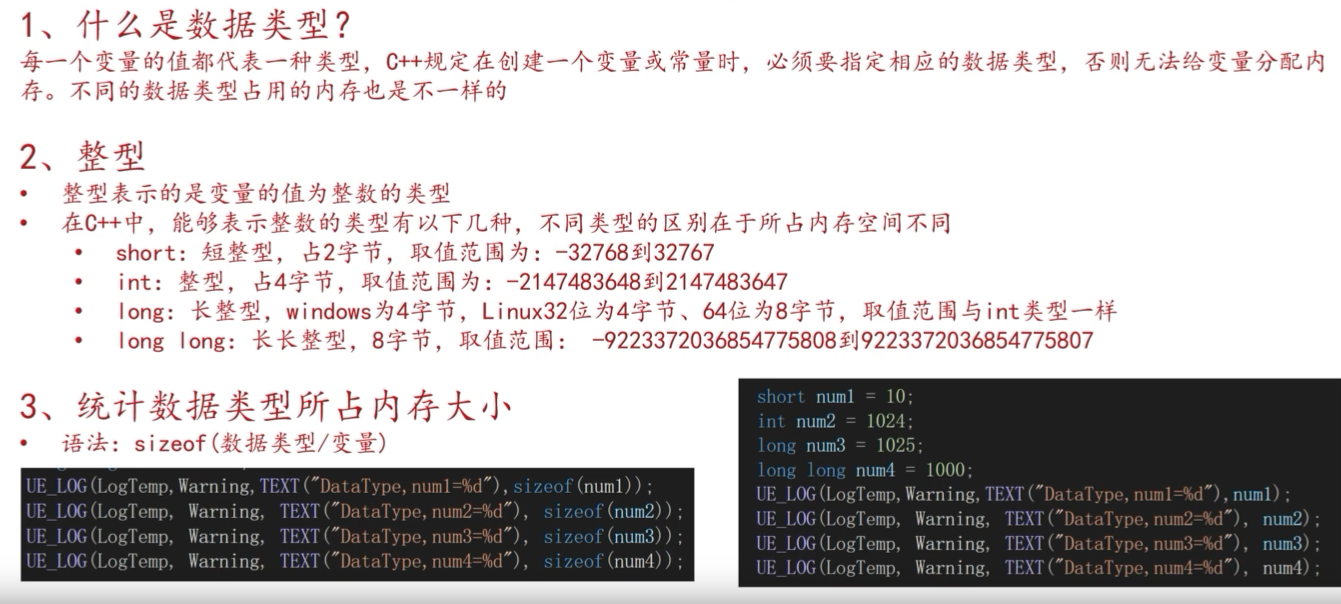 1、什么是数据类型？
每一个变量的值都代表一种类型，C++规定在创建一个变量或常量时，必须要指定相应的数据类型，否则无法给变量分配内
存。不同的数据类型占用的内存也是不一样的
2、整型
• 整型表示的是变量的值为整数的类型
• 在C++中，能够表示整数的类型有以下几种，不同类型的区别在于所占内存空间不同
• short：短整型，占2字节，取值范围为：-32768到32767
• int：整型，占4字节，取值范围为：-2147483648到2147483647
• long：长整型，windows为4字节，Linux32位为4字节、64位为8字节，取值范围与int类型一样
• long long：长长整型，8字节，取值范围： -9223372036854775808到9223372036854775807
3、统计数据类型所占内存大小
• 语法：sizeof(数据类型/变量)
UE_LOG(LogTemp,Warning,TEXT("DataType,num1=%d"),sizeof(num1));
UE_LOG(LogTemp, Warning, TEXT("DataType,num2=%d"), sizeof(num2));
UE_LOG(LogTemp, Warning, TEXT("DataType,num3=%d"), sizeof(num3));
UE_LOG(LogTemp, Warning, TEXT("DataType,num4=%d"), sizeof(num4));
short num1 = 10;
int num2 = 1024;
long num3 = 1025;
long long num4 = 1000;
UE_LOG(LogTemp,Warning,TEXT("DataType,num1=%d"),num1);
UE_LOG(LogTemp, Warning, TEXT("DataType,num2=%d"), num2);
UE_LOG(LogTemp, Warning, TEXT("DataType,num3=%d"), num3);
UE_LOG(LogTemp, Warning, TEXT("DataType,num4=%d"), num4);